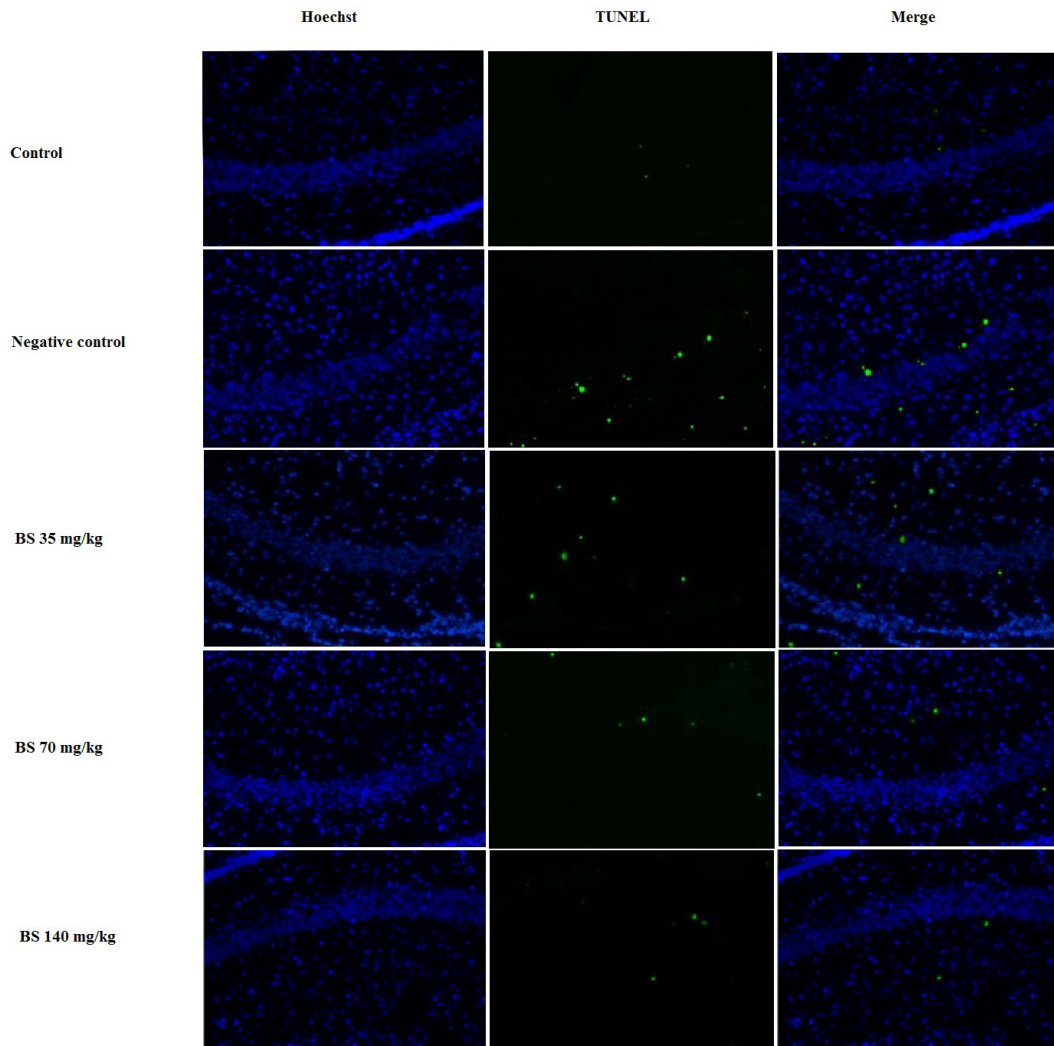 Hoechst TUNEL Merge
Control
Negative control
BS 35 mg/kg
BS 70 mg/kg
BS 140 mg/kg